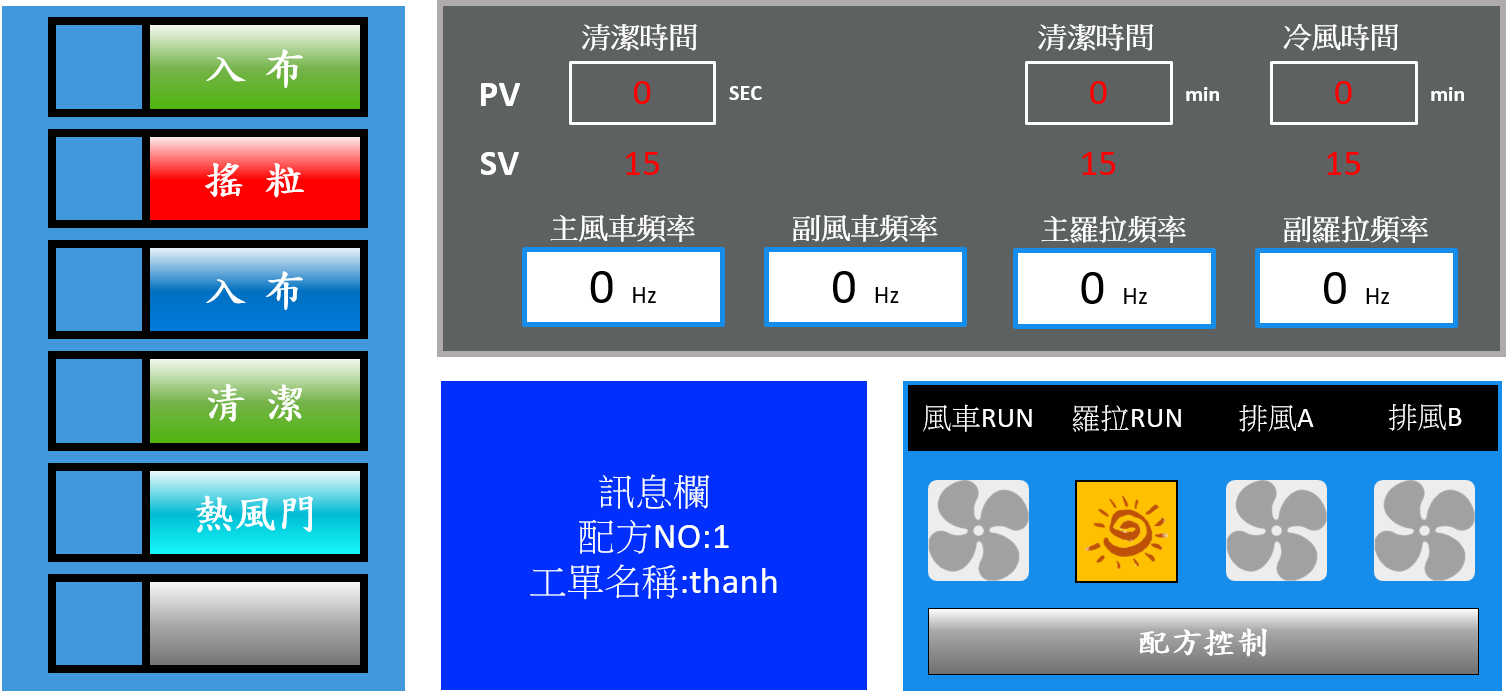 入 布
搖 粒
入 布
清 潔
熱風門
清潔時間 清潔時間 冷風時間
PV 0 SEC 0 min 0 min
SV 15 15 15
主風車頻率 副風車頻率 主羅拉頻率 副羅拉頻率
0 Hz 0 Hz 0 Hz 0 Hz
訊息欄
配方NO:1
工單名稱:thanh
風車RUN 羅拉RUN 排風A 排風B
配方控制